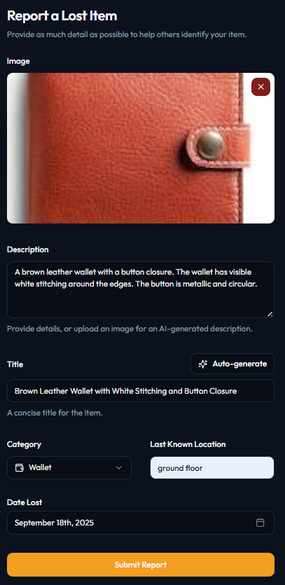 Report a Lost Item
Provide as much detail as possible to help others identify your item.
Image
Description
A brown leather wallet with a button closure. The wallet has visible
white stitching around the edges. The button is metallic and circular.
Provide details, or upload an image for an AI-generated description.
Title
Auto-generate
Brown Leather Wallet with White Stitching and Button Closure
A concise title for the item.
Category
Last Known Location
Wallet
ground floor
Date Lost
September 18th, 2025
Submit Report